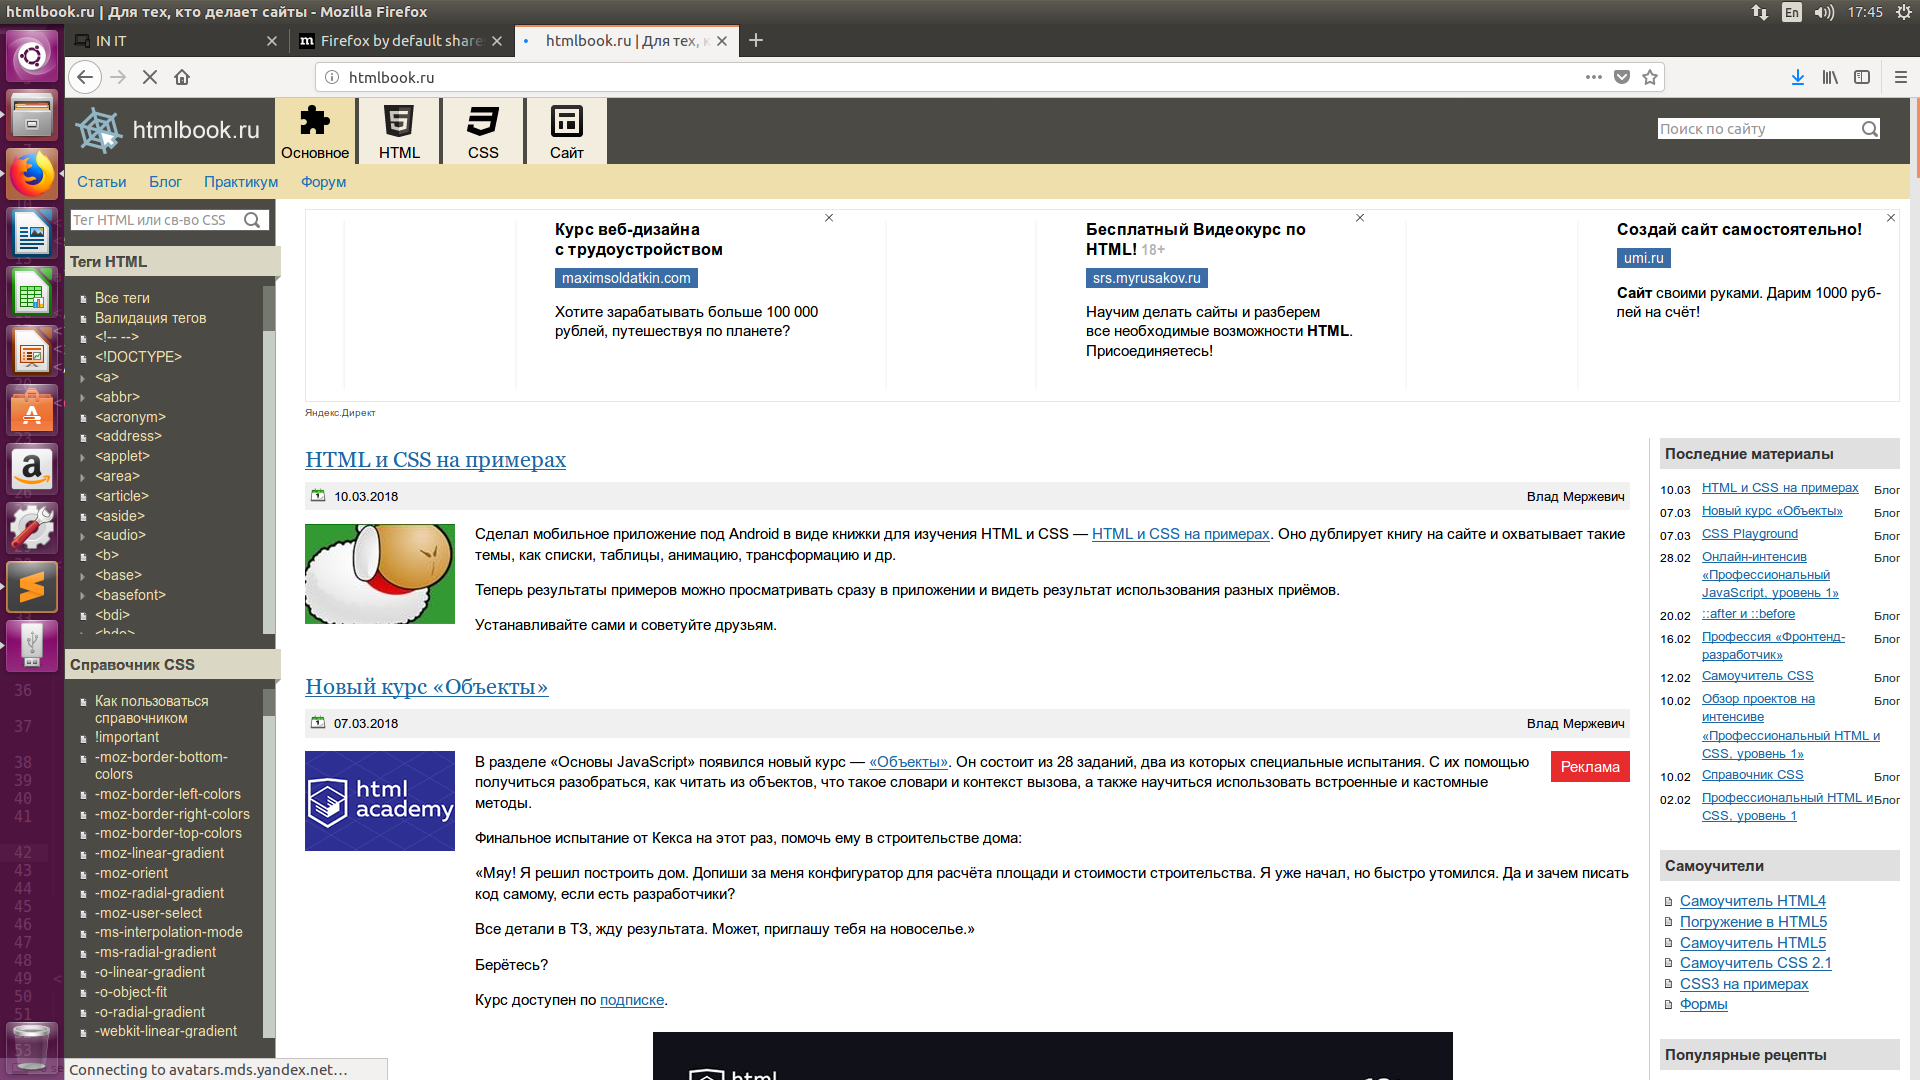 htmlbook.ru | Для тех, кто делает сайты - Mozilla Firefox
En
17:45
IN IT
Firefox by default share
htmlbook.ru | Для тех, к
htmlbook.ru
htmlbook.ru
Основное
HTML
CSS
Сайт
Поиск по сайту
Статьи
Блог
Практикум
Форум
Тег HTML или св-во CSS
Теги HTML
Все теги
Валидация тегов
<!-- -->
<!DOCTYPE>
<a>
<abbr>
<acronym>
<address>
<applet>
<area>
<article>
<aside>
<audio>
<b>
<base>
<basefont>
<bdi>
<bdo>
Справочник CSS
Как пользоваться
справочником
!important
-moz-border-bottom-
colors
-moz-border-left-colors
-moz-border-right-colors
-moz-border-top-colors
-moz-linear-gradient
-moz-orient
-moz-radial-gradient
-moz-user-select
-ms-interpolation-mode
-ms-radial-gradient
-o-linear-gradient
-o-object-fit
-o-radial-gradient
-webkit-linear-gradient
Курс веб-дизайна
с трудоустройством
maximsoldatkin.com
Хотите зарабатывать больше 100 000
рублей, путешествуя по планете?
Бесплатный Видеокурс по
HTML! 18+
srs.myrusakov.ru
Научим делать сайты и разберем
все необходимые возможности HTML.
Присоединяетесь!
Создай сайт самостоятельно!
umi.ru
Сайт своими руками. Дарим 1000 руб-
лей на счёт!
Яндекс.Директ
HTML и CSS на примерах
10.03.2018
Влад Мержевич
Сделал мобильное приложение под Android в виде книжки для изучения HTML и CSS — HTML и CSS на примерах. Оно дублирует книгу на сайте и охватывает такие
темы, как списки, таблицы, анимацию, трансформацию и др.
Теперь результаты примеров можно просматривать сразу в приложении и видеть результат использования разных приёмов.
Устанавливайте сами и советуйте друзьям.
Новый курс «Объекты»
07.03.2018
Влад Мержевич
html
academy
В разделе «Основы JavaScript» появился новый курс — «Объекты». Он состоит из 28 заданий, два из которых специальные испытания. С их помощью
получиться разобраться, как читать из объектов, что такое словари и контекст вызова, а также научиться использовать встроенные и кастомные
методы.
Реклама
Финальное испытание от Кекса на этот раз, помочь ему в строительстве дома:
«Мяу! Я решил построить дом. Допиши за меня конфигуратор для расчёта площади и стоимости строительства. Я уже начал, но быстро утомился. Да и зачем писать
код самому, если есть разработчики?
Все детали в ТЗ, жду результата. Может, приглашу тебя на новоселье.»
Берётесь?
Курс доступен по подписке.
html
Последние материалы
10.03 HTML и CSS на примерах Блог
07.03 Новый курс «Объекты» Блог
07.03 CSS Playground Блог
28.02 Онлайн-интенсив Блог
«Профессиональный
JavaScript, уровень 1»
20.02 ::after и ::before Блог
16.02 Профессия «Фронтенд- Блог
разработчик»
12.02 Самоучитель CSS Блог
10.02 Обзор проектов на Блог
интенсиве
«Профессиональный HTML и
CSS, уровень 1»
10.02 Справочник CSS Блог
02.02 Профессиональный HTML и Блог
CSS, уровень 1
Самоучители
Самоучитель HTML4
Погружение в HTML5
Самоучитель HTML5
Самоучитель CSS 2.1
CSS3 на примерах
Формы
Популярные рецепты
36
37
38
39
40
41
42
43
44
45
46
47
48
49 <
50
51
53
Connecting to avatars.mds.yandex.net…